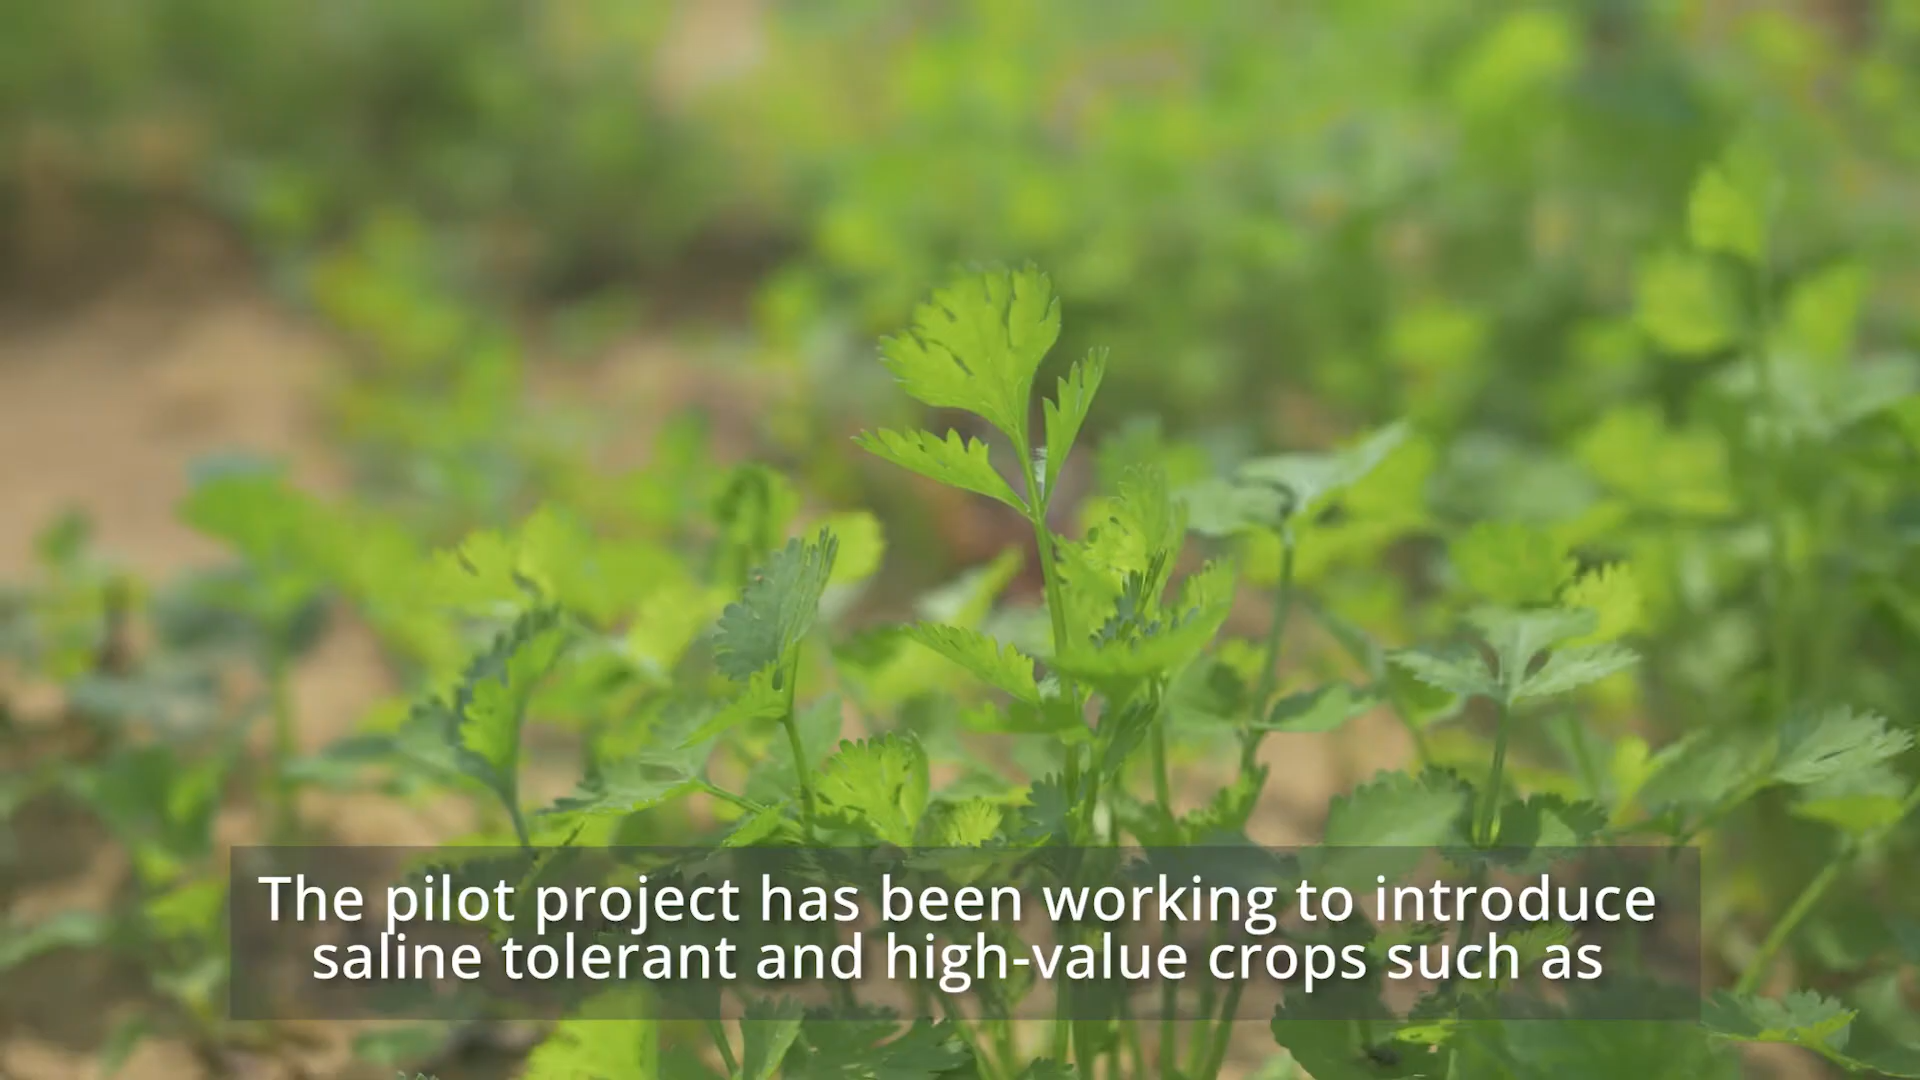 The pilot project has been working to introduce
saline tolerant and high-value crops such as